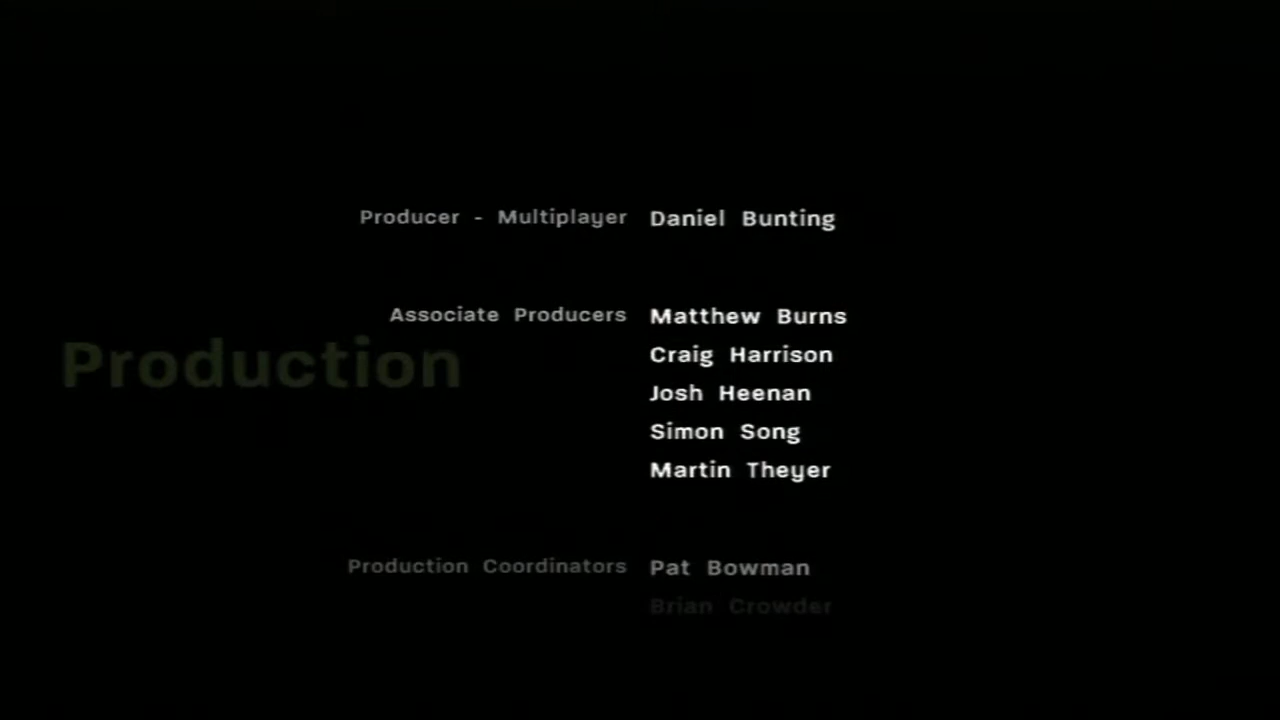 Producer - Multiplayer Daniel Bunting
Associate Producers Matthew Burns
Production
Craig Harrison
Josh Heenan
Simon Song
Martin Theyer
Production Coordinators Pat Bowman
Brian Crowder